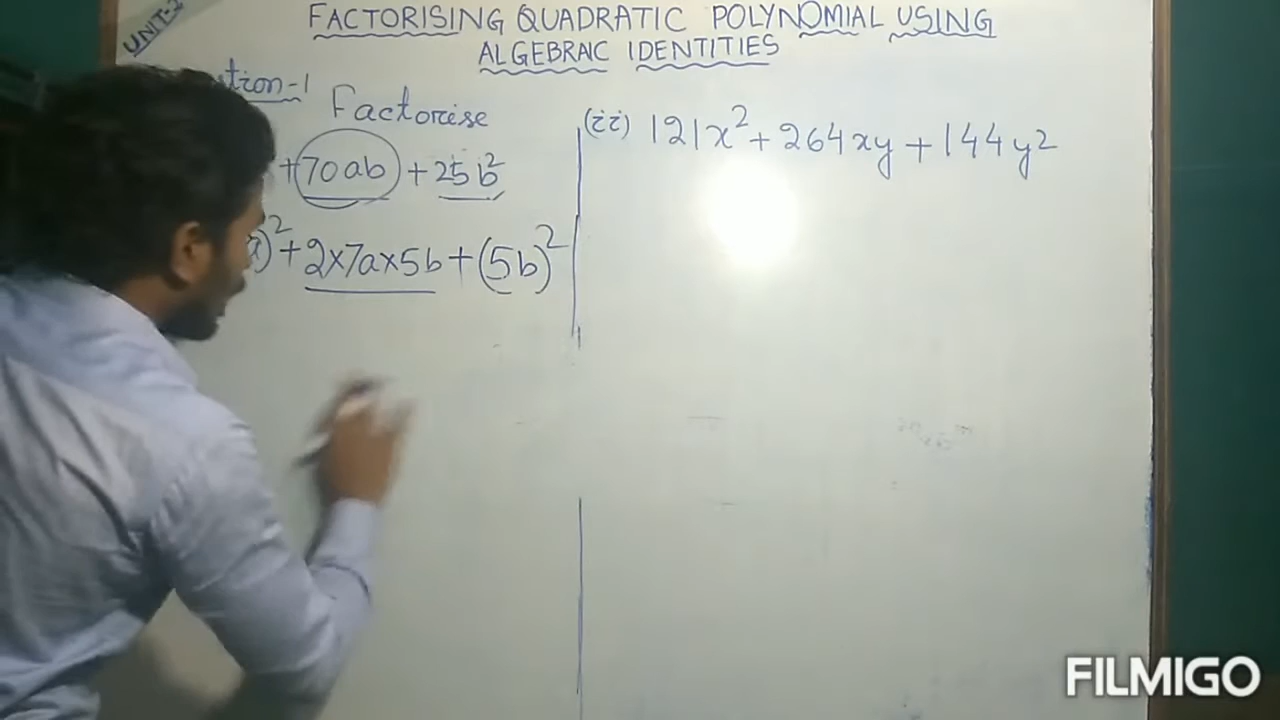 UNIT-2
FACTORISING QUADRATIC POLYNOMIAL USING
ALGEBRAIC IDENTITIES
tion-1
Factorise
+70ab +25b²
)² + 2×7a×5b + (5b)²
(ii) 121x² + 264xy + 144y²
FILMIGO